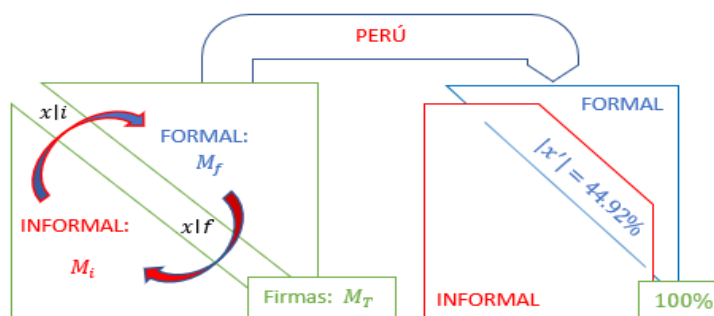 PERÚ
x|i
FORMAL:
M_f
x|f
INFORMAL:
M_i
Firmas: M_T
FORMAL
|x′| = 44.92%
INFORMAL
100%